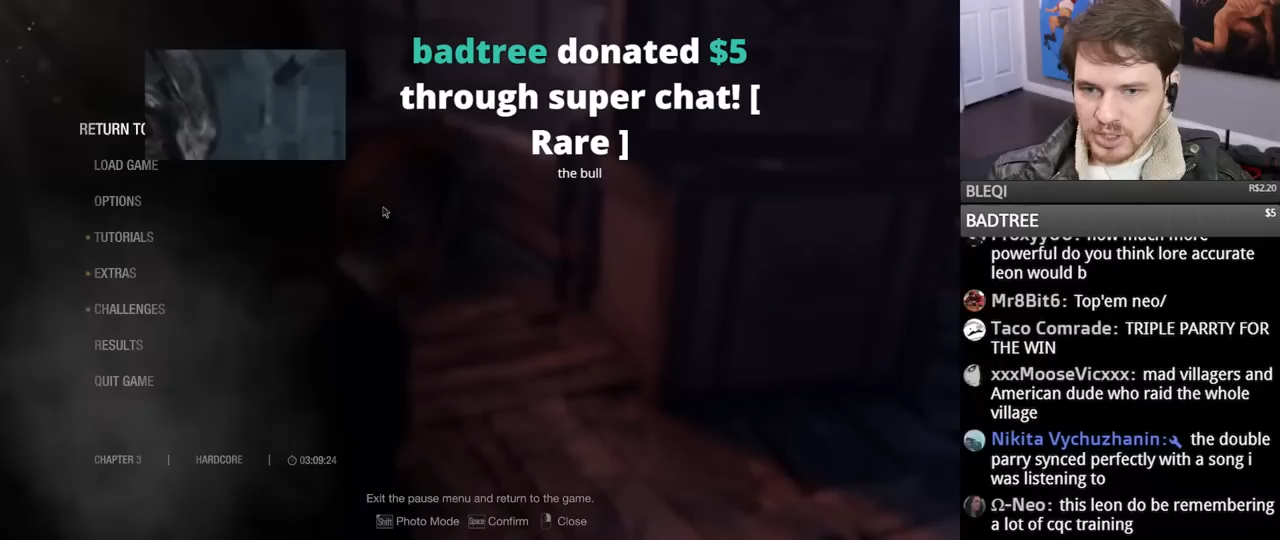 badtree donated $5
through super chat! [
Rare ]
the bull
RETURN TO
LOAD GAME
OPTIONS
TUTORIALS
EXTRAS
CHALLENGES
RESULTS
QUIT GAME
CHAPTER 3 | HARDCORE | 03:09:24
Exit the pause menu and return to the game.
Shift Photo Mode Space Confirm Close
BLEQI R$2.20
BADTREE $5
how much more
powerful do you think lore accurate
leon would b
Mr8Bit6: Top'em neo/
Taco Comrade: TRIPLE PARRTY FOR
THE WIN
xxxMooseVicxxx: mad villagers and
American dude who raid the whole
village
Nikita Vychuzhanin: the double
parry synced perfectly with a song i
was listening to
Ω-Neo: this leon do be remembering
a lot of cqc training